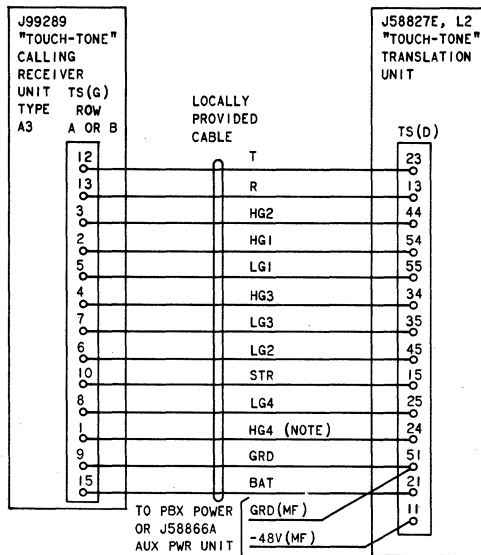 J99289
"TOUCH-TONE"
CALLING
RECEIVER
UNIT TS(G)
TYPE ROW
A3 A OR B
LOCALLY
PROVIDED
CABLE
J58827E, L2
"TOUCH-TONE"
TRANSLATION
UNIT
TS(D)
12 T 23
13 R 13
3 HG2 44
2 HG1 54
5 LG1 55
4 HG3 34
7 LG3 35
6 LG2 45
10 STR 15
8 LG4 25
1 HG4 (NOTE) 24
9 GRD 51
15 BAT 21
TO PBX POWER
OR J58866A
AUX PWR UNIT
GRD(MF)
11
-48V(MF)